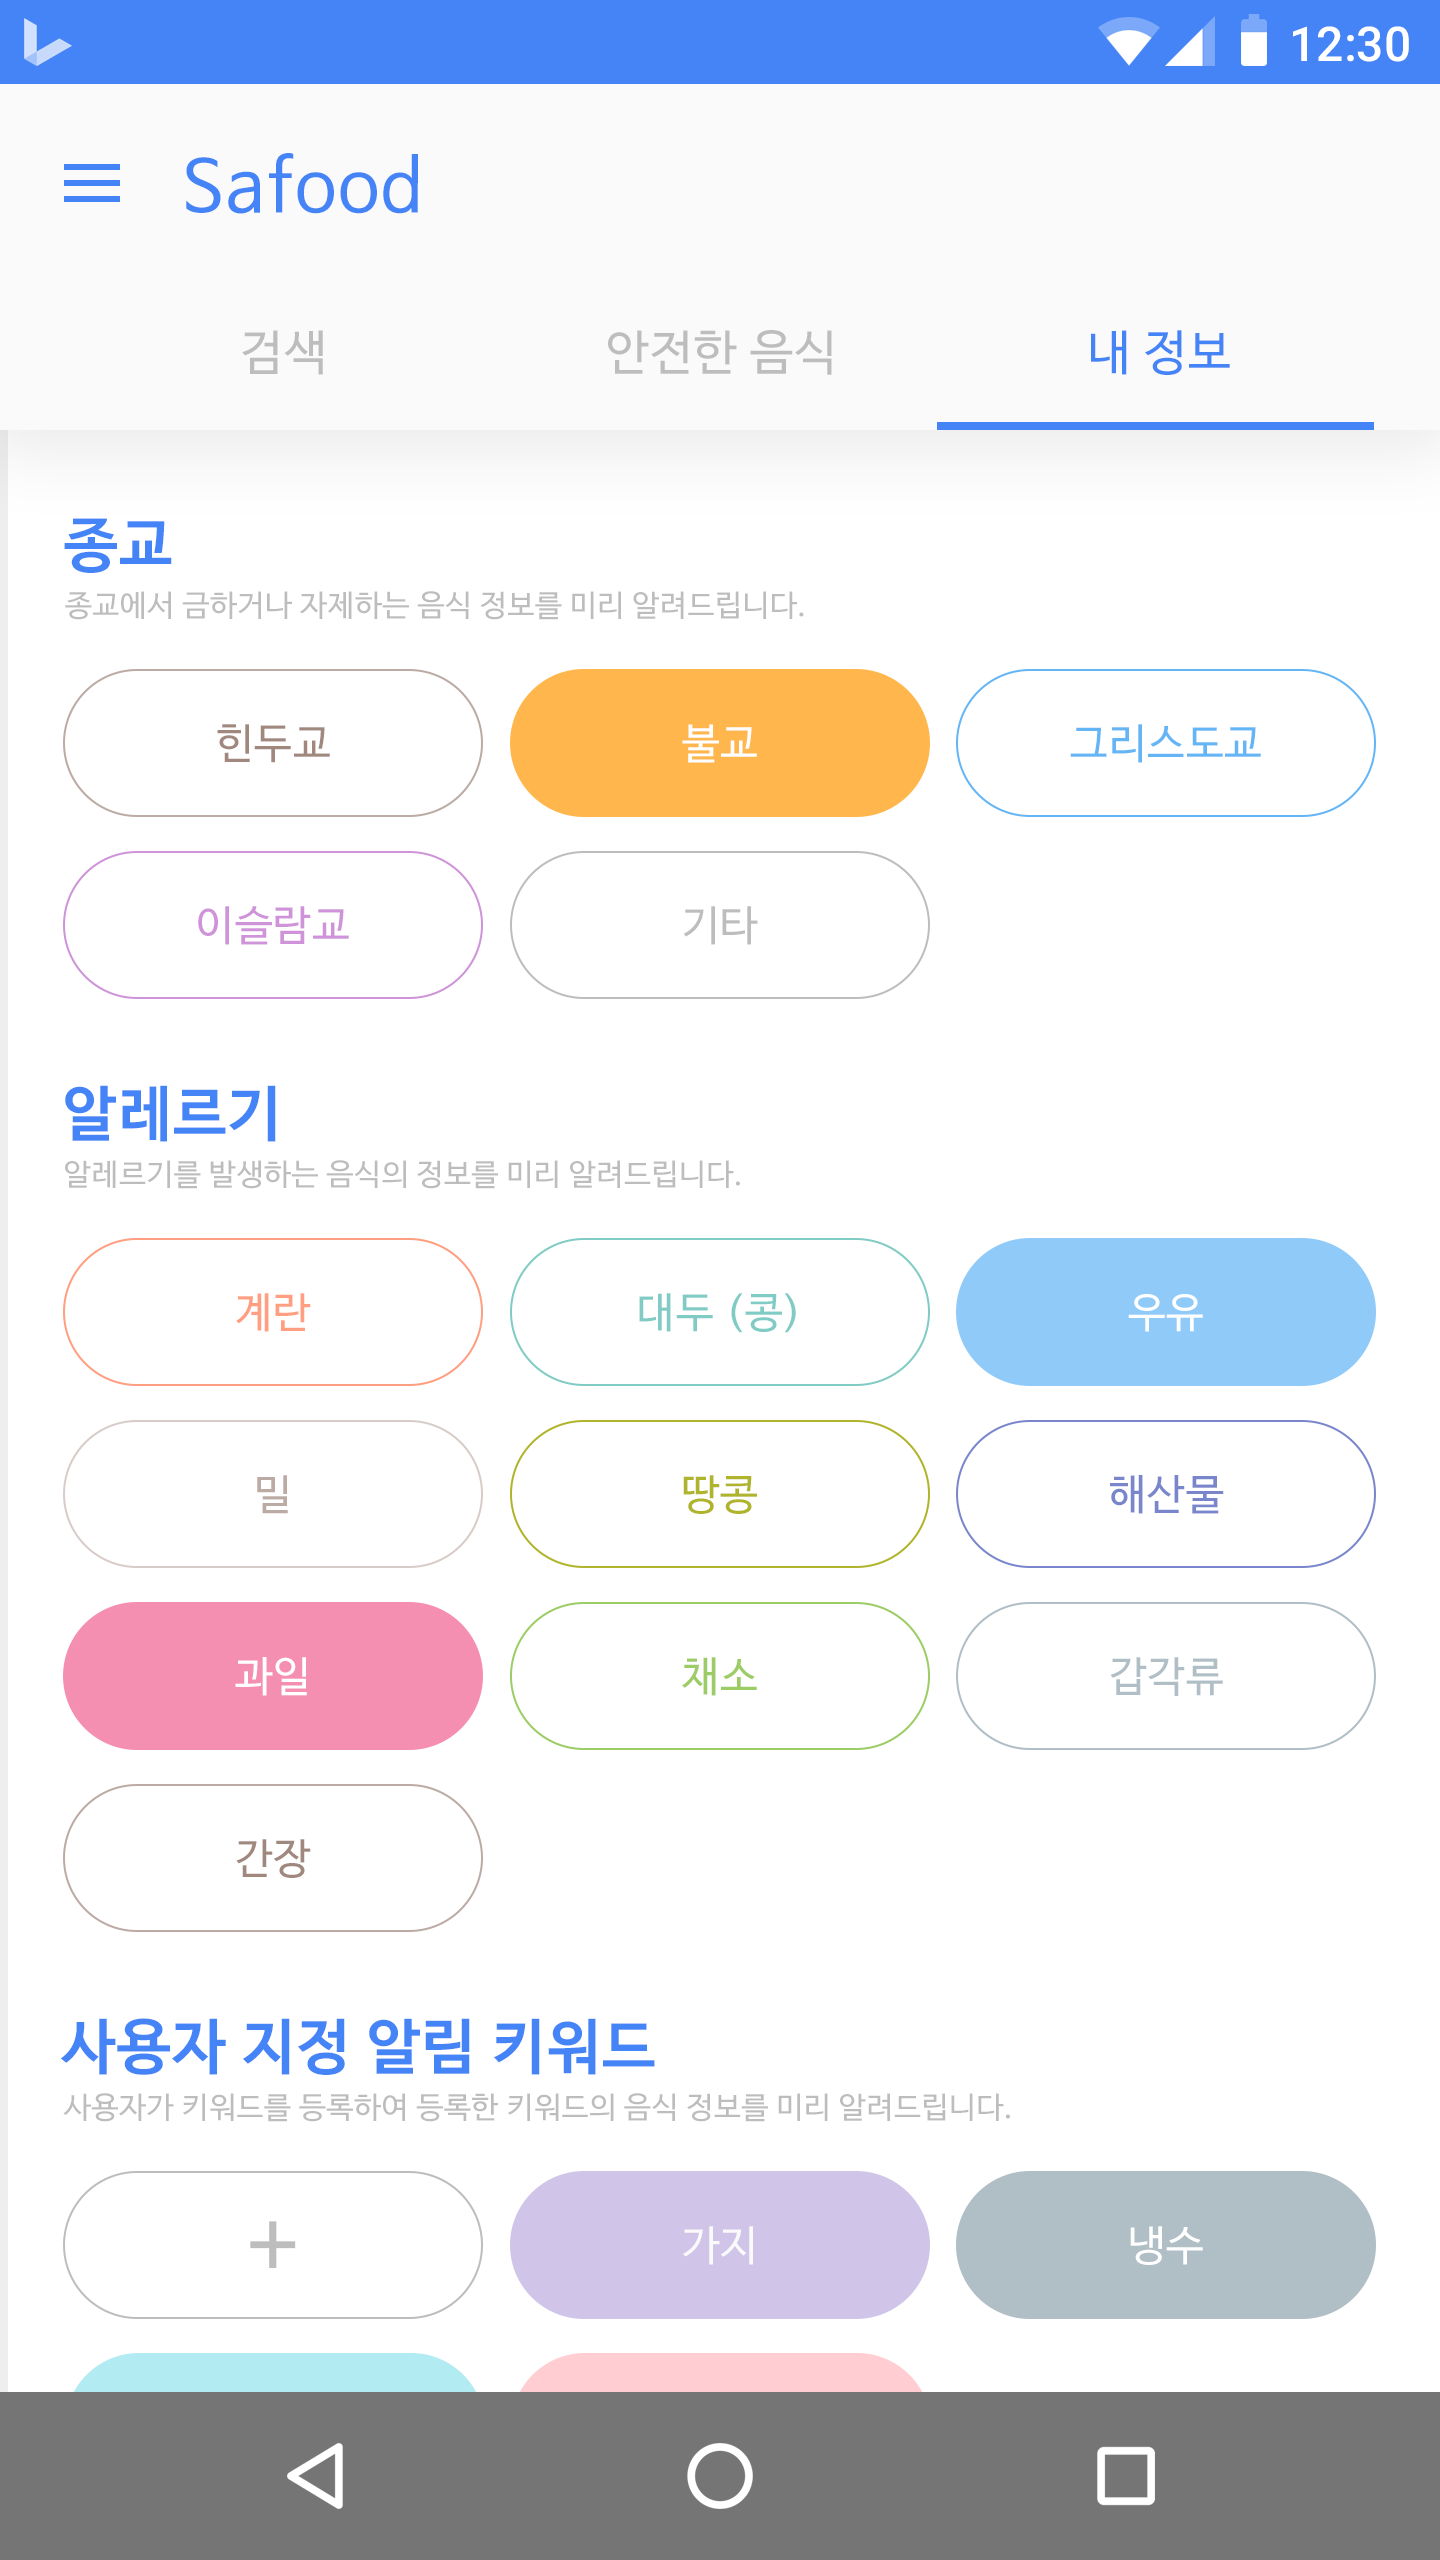 12:30
Safood
검색 안전한 음식 내 정보
종교
종교에서 금하거나 자제하는 음식 정보를 미리 알려드립니다.
힌두교 불교 그리스도교
이슬람교 기타
알레르기
알레르기를 발생하는 음식의 정보를 미리 알려드립니다.
계란 대두 (콩) 우유
밀 땅콩 해산물
과일 채소 갑각류
간장
사용자 지정 알림 키워드
사용자가 키워드를 등록하여 등록한 키워드의 음식 정보를 미리 알려드립니다.
+ 가지 냉수